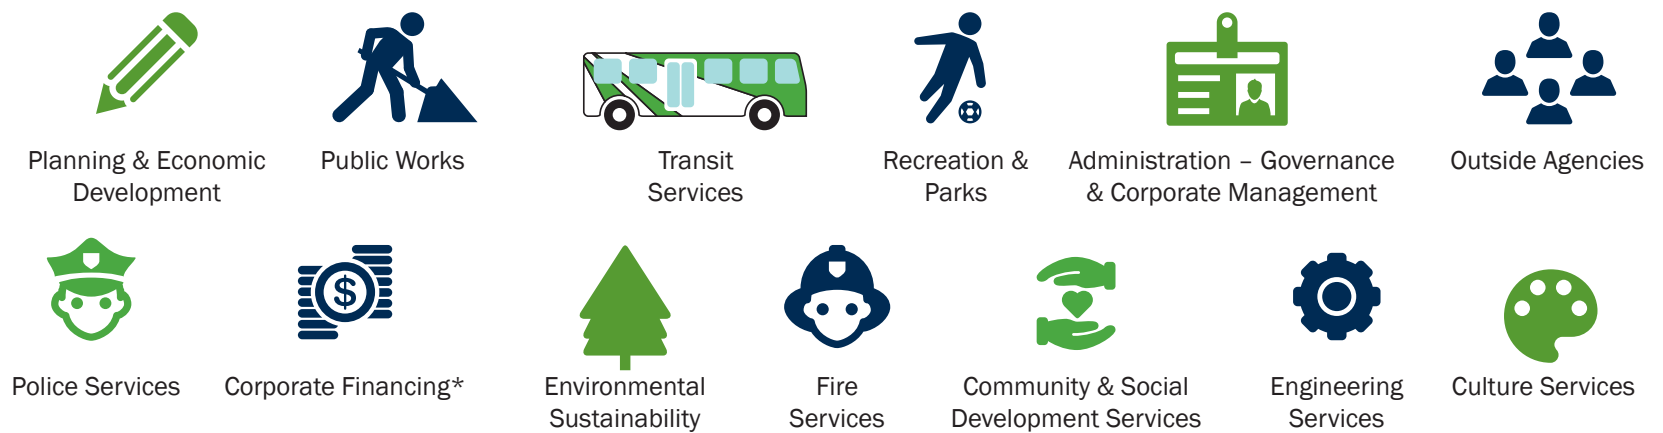 Planning & Economic
Development
Public Works
Transit
Services
Recreation &
Parks
Administration – Governance
& Corporate Management
Outside Agencies
Police Services
$
Corporate Financing*
Environmental
Sustainability
Fire
Services
Community & Social
Development Services
Engineering
Services
Culture Services